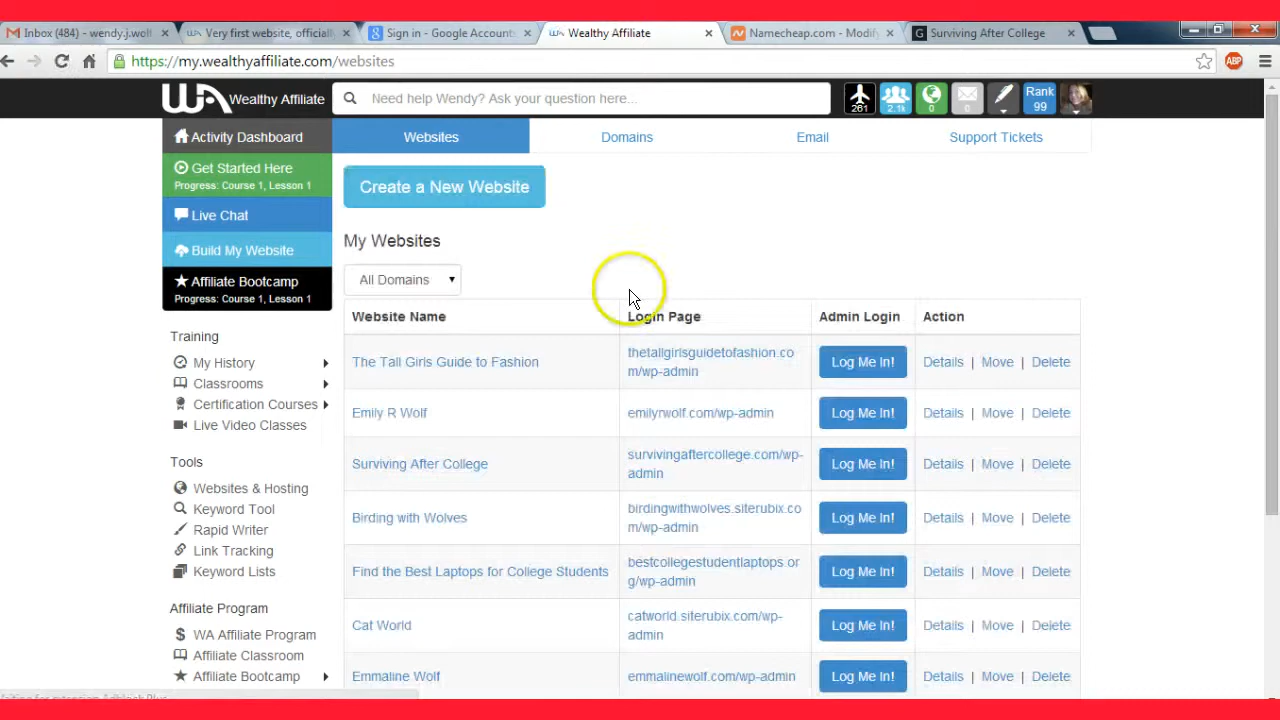 Inbox (484) - wendy.j.wol
Very first website, officiall
Sign in - Google Accounts
Wealthy Affiliate
Namecheap.com - Modify
Surviving After College
https://my.wealthyaffiliate.com/websites
ABP
WA Wealthy Affiliate
Need help Wendy? Ask your question here...
261
2.1k
0
0
Rank
99
Activity Dashboard
Websites
Domains
Email
Support Tickets
Get Started Here
Progress: Course 1, Lesson 1
Live Chat
Build My Website
Affiliate Bootcamp
Progress: Course 1, Lesson 1
Training
My History
Classrooms
Certification Courses
Live Video Classes
Tools
Websites & Hosting
Keyword Tool
Rapid Writer
Link Tracking
Keyword Lists
Affiliate Program
WA Affiliate Program
Affiliate Classroom
Affiliate Bootcamp
Create a New Website
My Websites
All Domains
Website Name Login Page Admin Login Action
The Tall Girls Guide to Fashion thetallgirlsguidetofashion.co Log Me In! Details | Move | Delete
m/wp-admin
Emily R Wolf emilyrwolf.com/wp-admin Log Me In! Details | Move | Delete
Surviving After College survivingaftercollege.com/wp- Log Me In! Details | Move | Delete
admin
Birding with Wolves birdingwithwolves.siterubix.co Log Me In! Details | Move | Delete
m/wp-admin
Find the Best Laptops for College Students bestcollegestudentlaptops.or Log Me In! Details | Move | Delete
g/wp-admin
Cat World catworld.siterubix.com/wp- Log Me In! Details | Move | Delete
admin
Emmaline Wolf emmalinewolf.com/wp-admin Log Me In! Details | Move | Delete